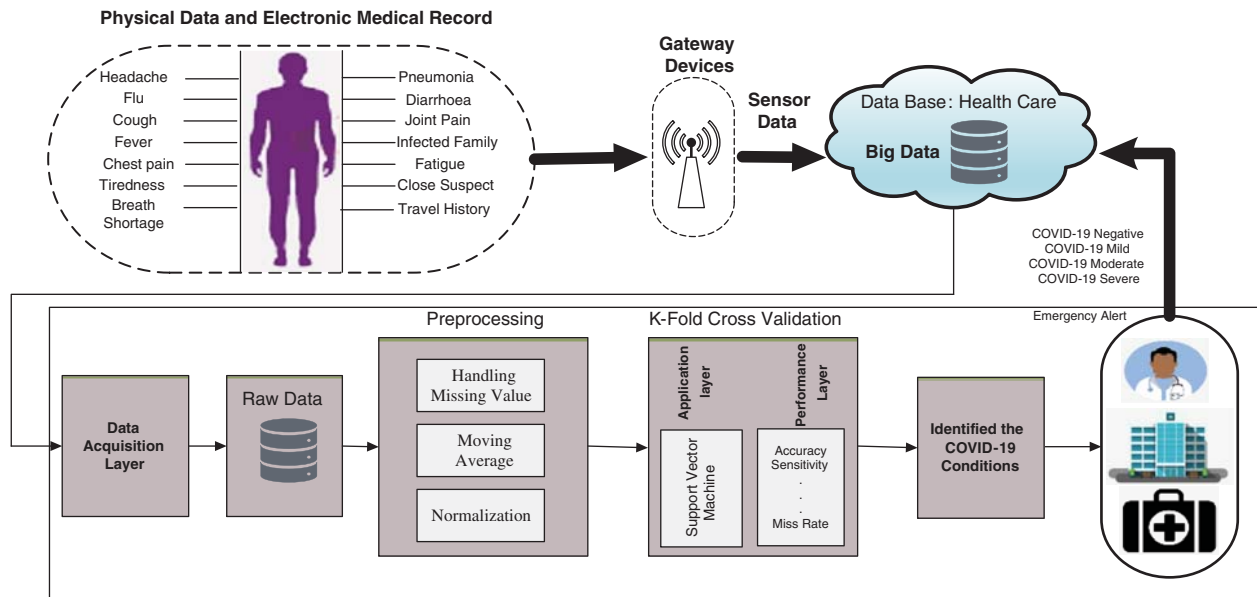 Physical Data and Electronic Medical Record
Headache
Flu
Cough
Fever
Chest pain
Tiredness
Breath
Shortage
Pneumonia
Diarrhoea
Joint Pain
Infected Family
Fatigue
Close Suspect
Travel History
Gateway
Devices
Sensor
Data
Data Base: Health Care
Big Data
COVID-19 Negative
COVID-19 Mild
COVID-19 Moderate
COVID-19 Severe
Emergency Alert
Data
Acquisition
Layer
Raw Data
Preprocessing
Handling
Missing Value
Moving
Average
Normalization
K-Fold Cross Validation
Application
layer
Support Vector
Machine
Performance
Layer
Accuracy
Sensitivity
.
.
.
Miss Rate
Identified the
COVID-19
Conditions